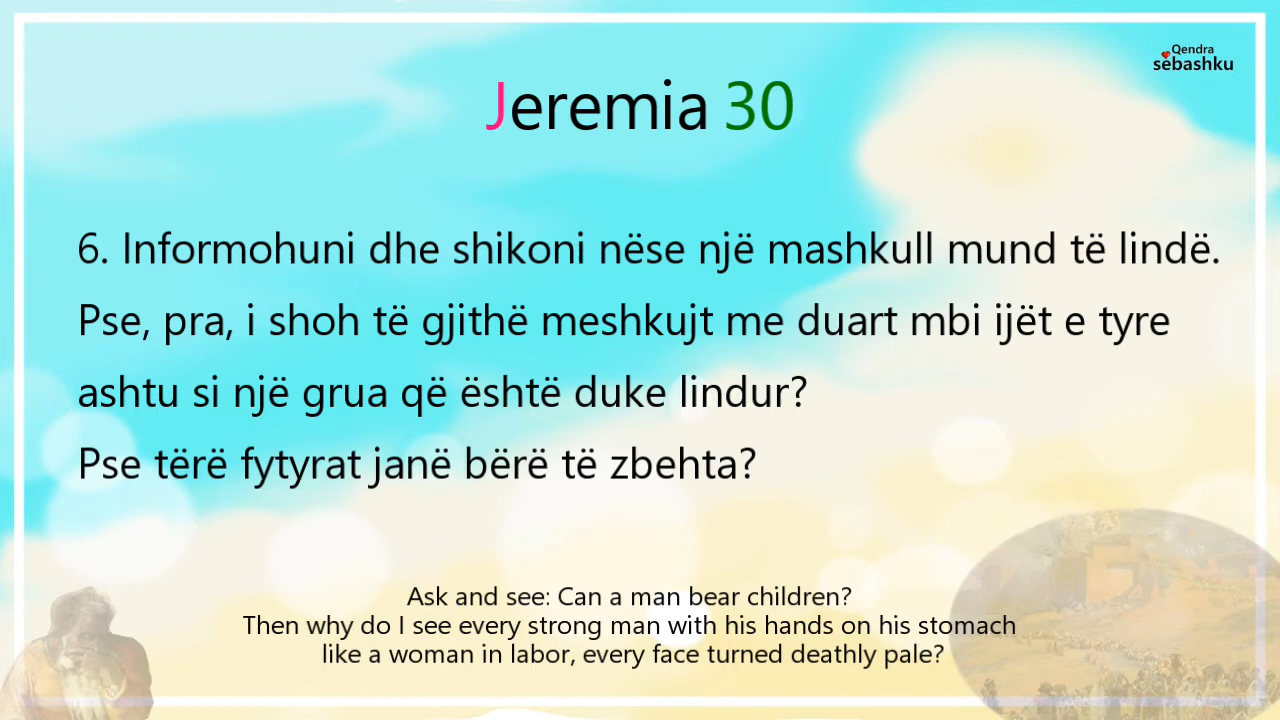 Qendra
sëbashku
Jeremia 30
6. Informohuni dhe shikoni nëse një mashkull mund të lindë.
Pse, pra, i shoh të gjithë meshkujt me duart mbi ijët e tyre
ashtu si një grua që është duke lindur?
Pse tërë fytyrat janë bërë të zbehta?
Ask and see: Can a man bear children?
Then why do I see every strong man with his hands on his stomach
like a woman in labor, every face turned deathly pale?